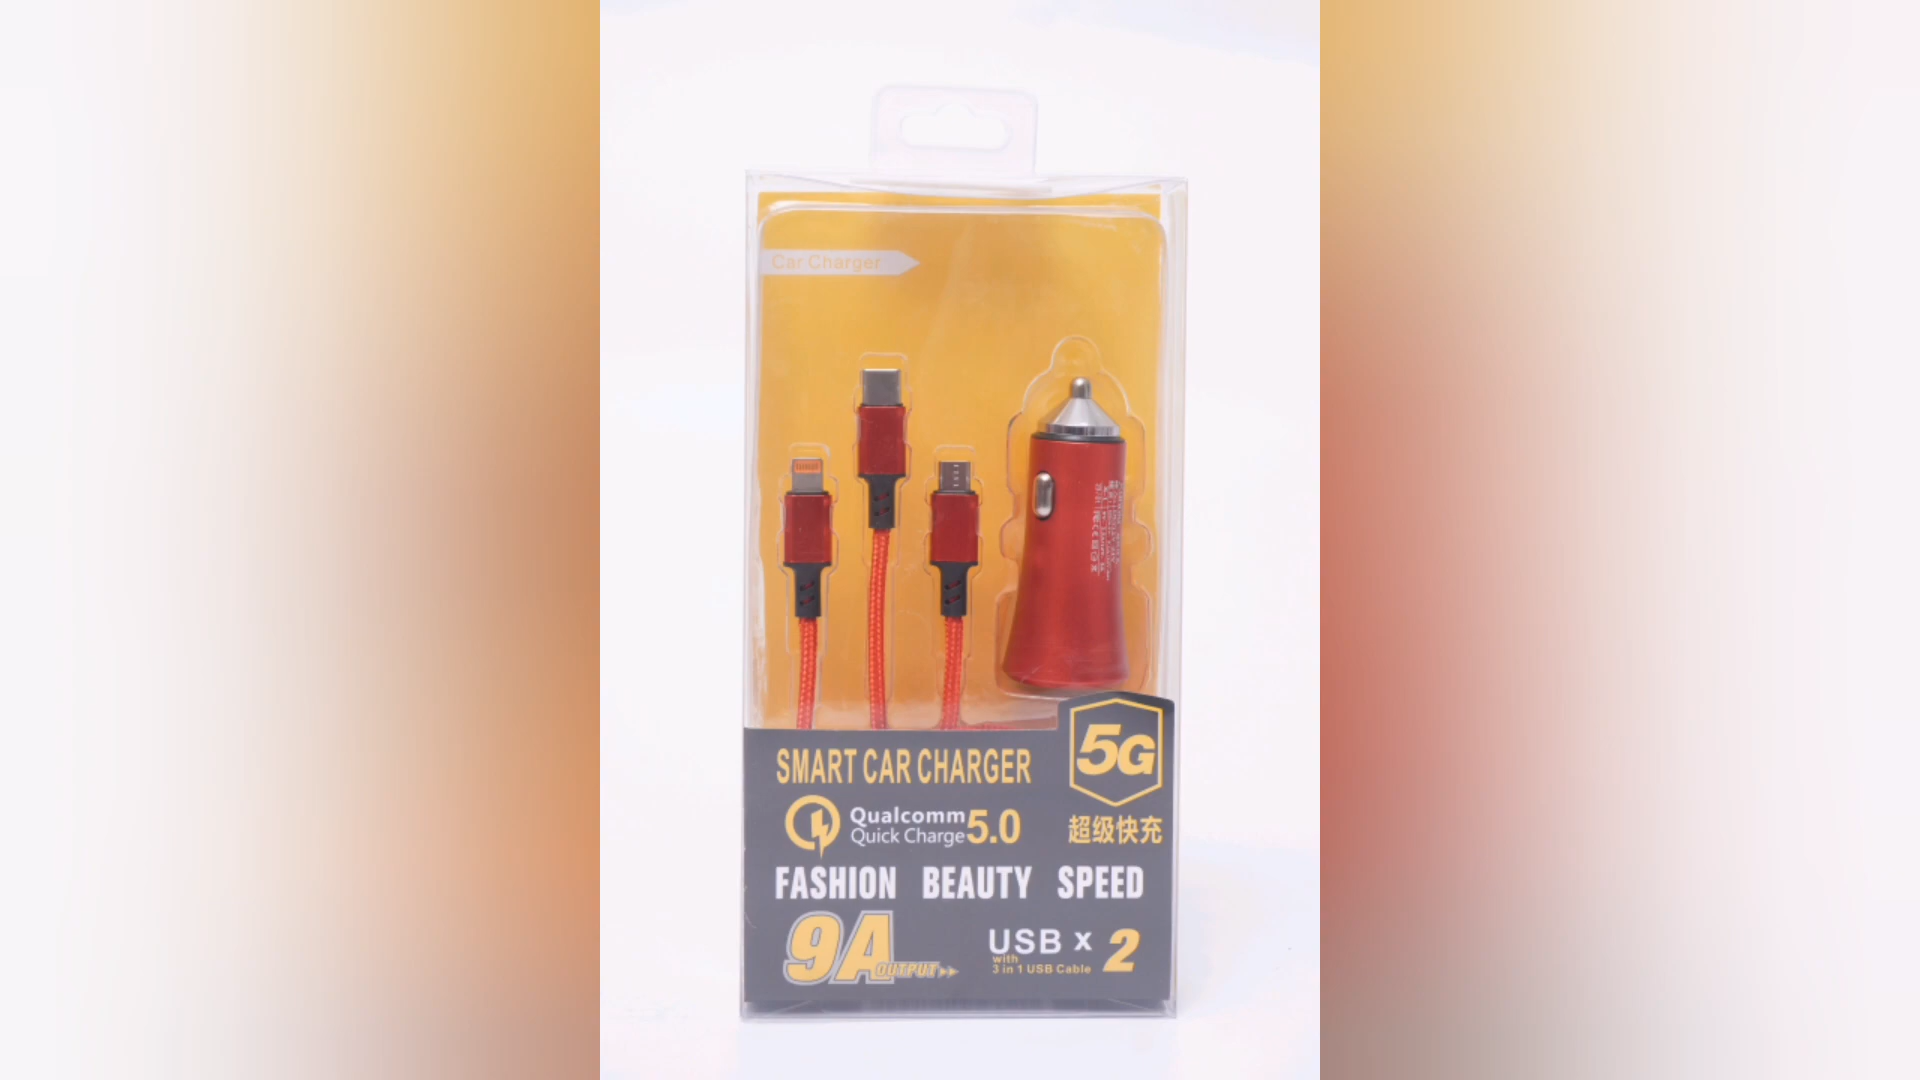 Car Charger
SMART CAR CHARGER
5G
Qualcomm
Quick Charge 5.0
超级快充
FASHION BEAUTY SPEED
9A OUTPUT
USB x 2
with
3 in 1 USB Cable